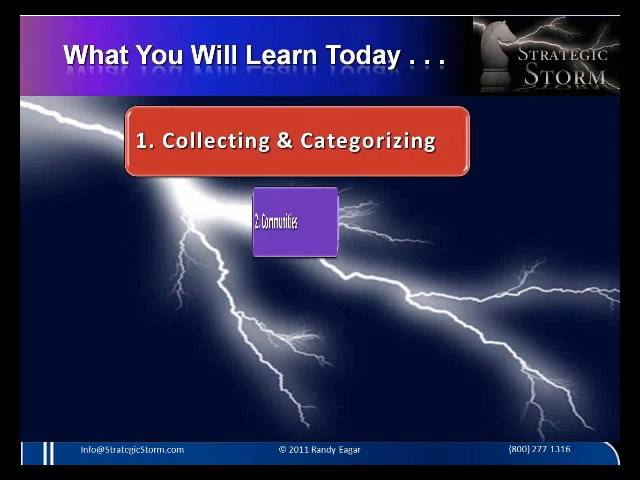 What You Will Learn Today . . .
STRATEGIC
STORM
1. Collecting & Categorizing
2. Communities
Info@StrategicStorm.com
© 2011 Randy Eagar
(800) 277 1316